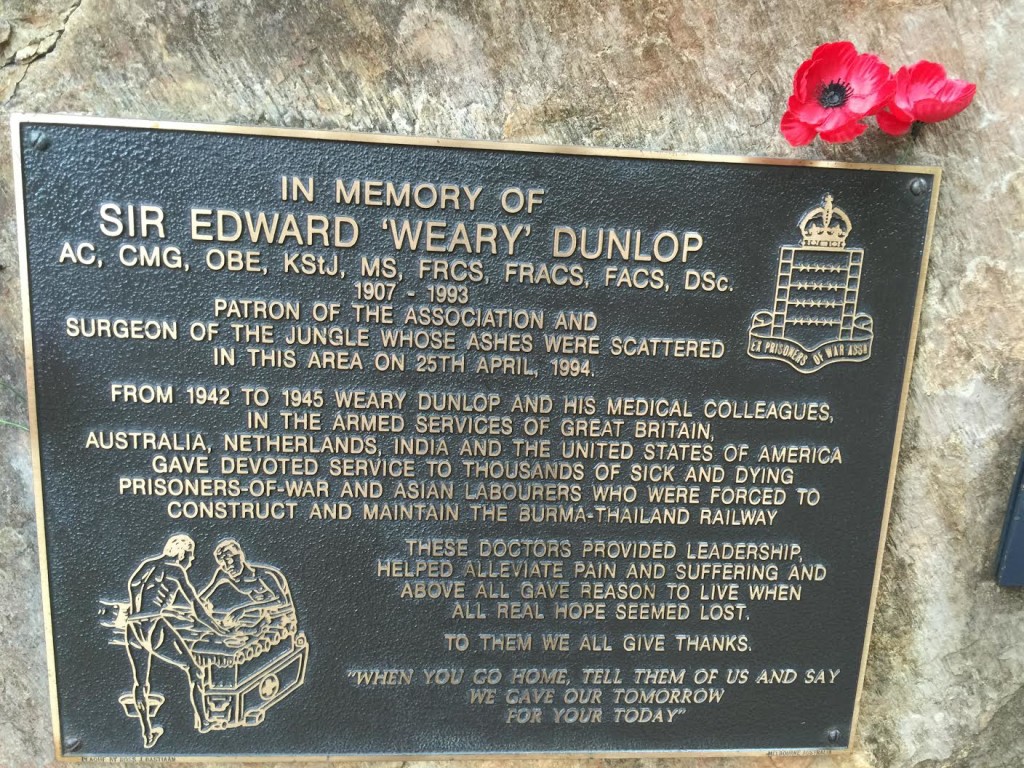 IN MEMORY OF
SIR EDWARD 'WEARY' DUNLOP
AC, CMG, OBE, KStJ, MS, FRCS, FRACS, FACS, DSc.
1907 - 1993
PATRON OF THE ASSOCIATION AND
SURGEON OF THE JUNGLE WHOSE ASHES WERE SCATTERED
IN THIS AREA ON 25TH APRIL, 1994.
EX PRISONERS OF WAR ASSN
FROM 1942 TO 1945 WEARY DUNLOP AND HIS MEDICAL COLLEAGUES,
IN THE ARMED SERVICES OF GREAT BRITAIN,
AUSTRALIA, NETHERLANDS, INDIA AND THE UNITED STATES OF AMERICA
GAVE DEVOTED SERVICE TO THOUSANDS OF SICK AND DYING
PRISONERS-OF-WAR AND ASIAN LABOURERS WHO WERE FORCED TO
CONSTRUCT AND MAINTAIN THE BURMA-THAILAND RAILWAY
THESE DOCTORS PROVIDED LEADERSHIP,
HELPED ALLEVIATE PAIN AND SUFFERING AND
ABOVE ALL GAVE REASON TO LIVE WHEN
ALL REAL HOPE SEEMED LOST.
TO THEM WE ALL GIVE THANKS.
"WHEN YOU GO HOME, TELL THEM OF US AND SAY
WE GAVE OUR TOMORROW
FOR YOUR TODAY"
MELBOURNE AUSTRALIA